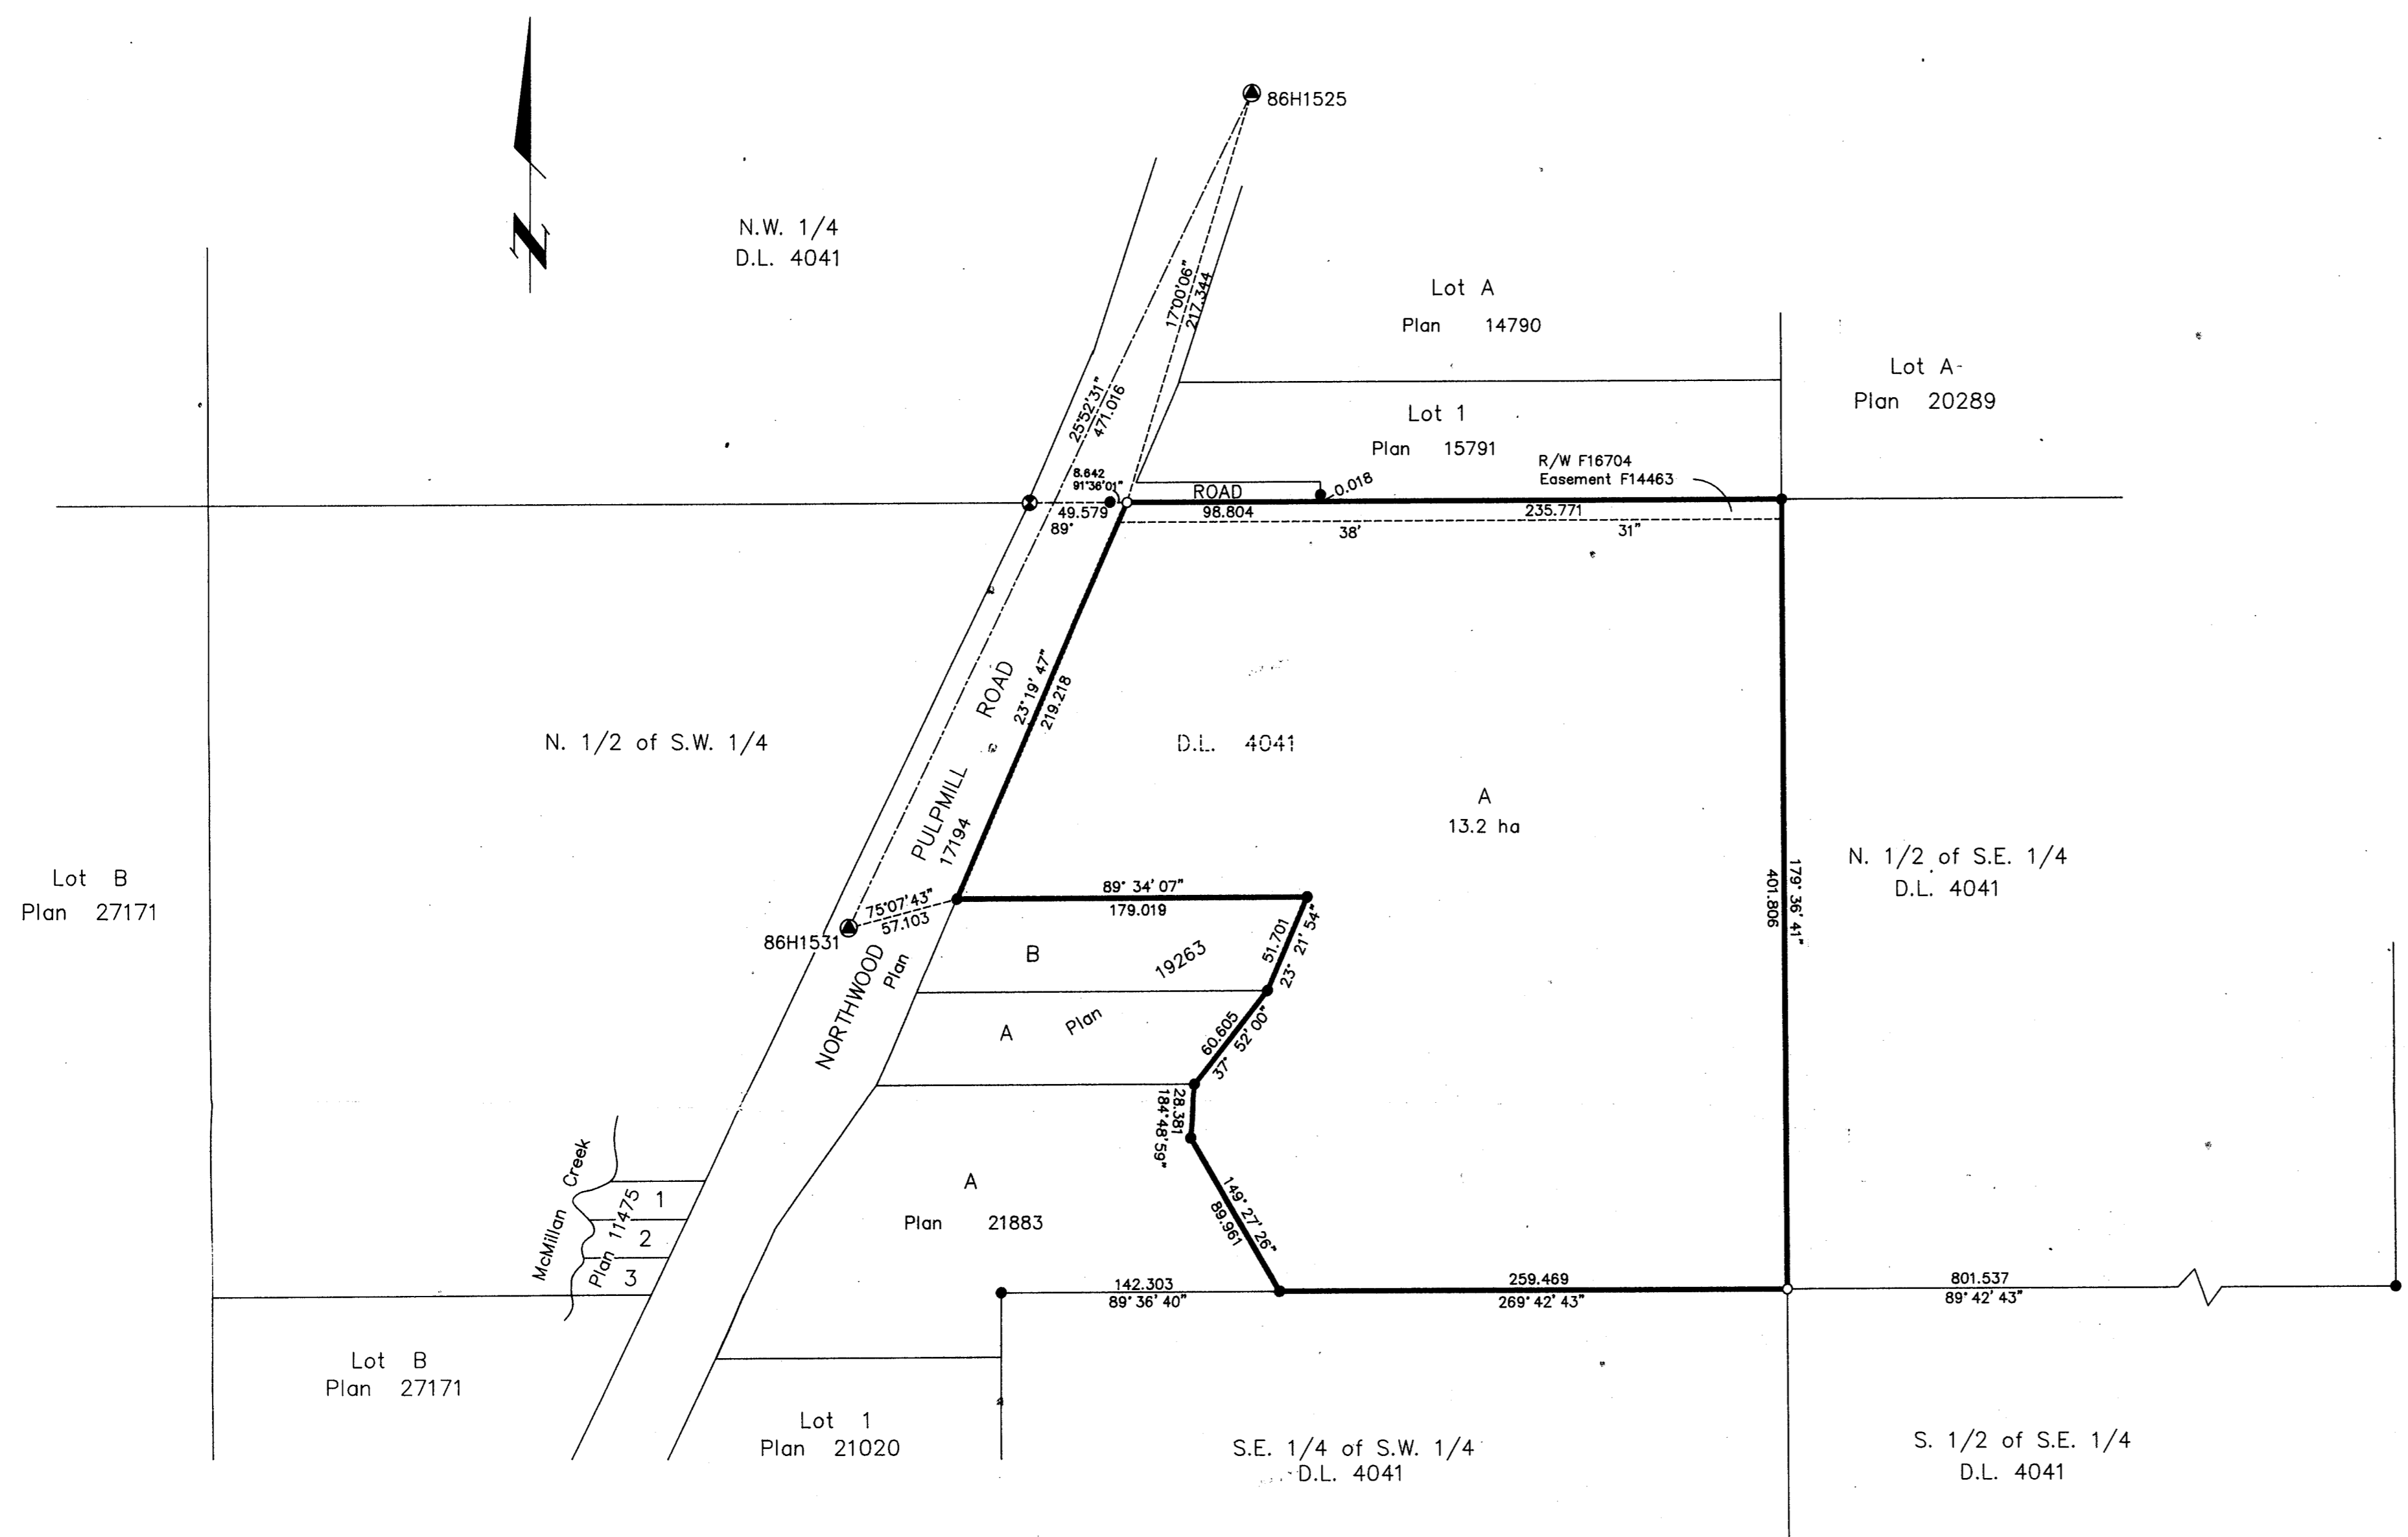 86H1525
N
N.W. 1/4
D.L. 4041
17°00'06"
217.344
Lot A
Plan 14790
Lot A
Plan 20289
25°52'31"
471.016
Lot 1
Plan 15791
R/W F16704
Easement F14463
8.642
91°36'01"
ROAD
0.018
49.579
98.804
235.771
89°
38'
31"
23° 19' 47"
219.218
N. 1/2 of S.W. 1/4
D.L. 4041
NORTHWOOD PULPMILL ROAD
Plan 17194
A
13.2 ha
179° 36' 41"
401.806
N. 1/2 of S.E. 1/4
D.L. 4041
Lot B
Plan 27171
89° 34' 07"
179.019
75°07'43"
57.103
86H1531
51.701
23° 21' 54"
B
A
Plan 19263
60.605
37° 52' 00"
28.381
184°48'59"
149° 27' 26"
89.961
A
Plan 21883
McMillan Creek
Plan 11475
1
2
3
142.303
89° 36' 40"
259.469
269° 42' 43"
801.537
89° 42' 43"
Lot B
Plan 27171
Lot 1
Plan 21020
S.E. 1/4 of S.W. 1/4
D.L. 4041
S. 1/2 of S.E. 1/4
D.L. 4041